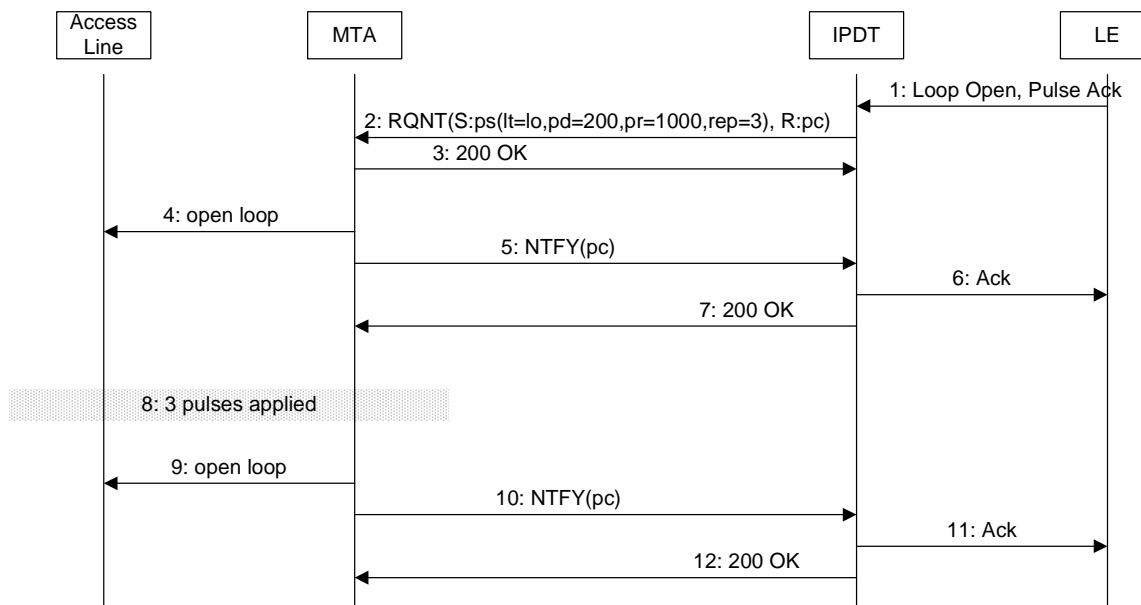 Access
Line
MTA
IPDT
LE
1: Loop Open, Pulse Ack
2: RQNT(S:ps(lt=lo,pd=200,pr=1000,rep=3), R:pc)
3: 200 OK
4: open loop
5: NTFY(pc)
6: Ack
7: 200 OK
8: 3 pulses applied
9: open loop
10: NTFY(pc)
11: Ack
12: 200 OK